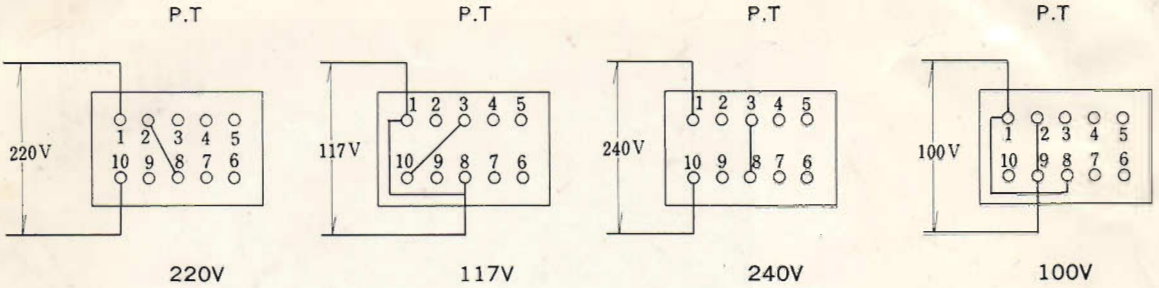 P.T P.T P.T P.T
1 2 3 4 5
10 9 8 7 6
220V
220V
1 2 3 4 5
10 9 8 7 6
117V
117V
1 2 3 4 5
10 9 8 7 6
240V
240V
1 2 3 4 5
10 9 8 7 6
100V
100V